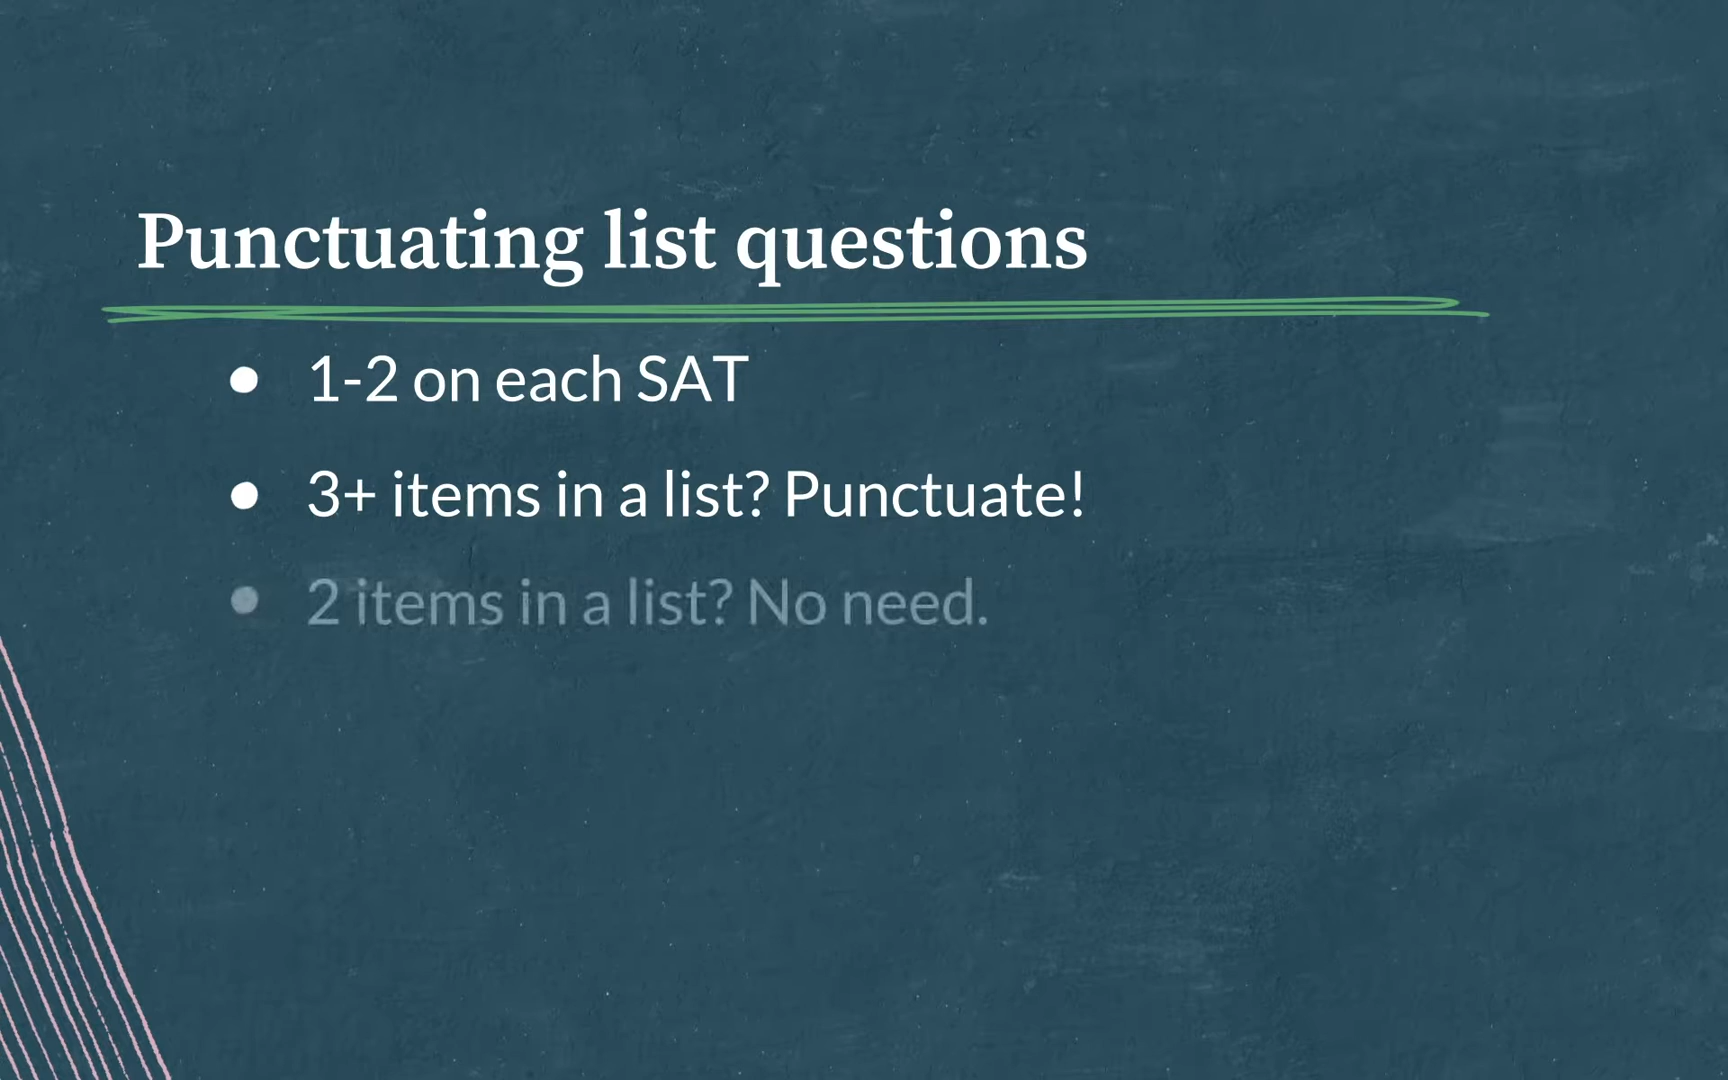 Punctuating list questions
● 1-2 on each SAT
● 3+ items in a list? Punctuate!
● 2 items in a list? No need.